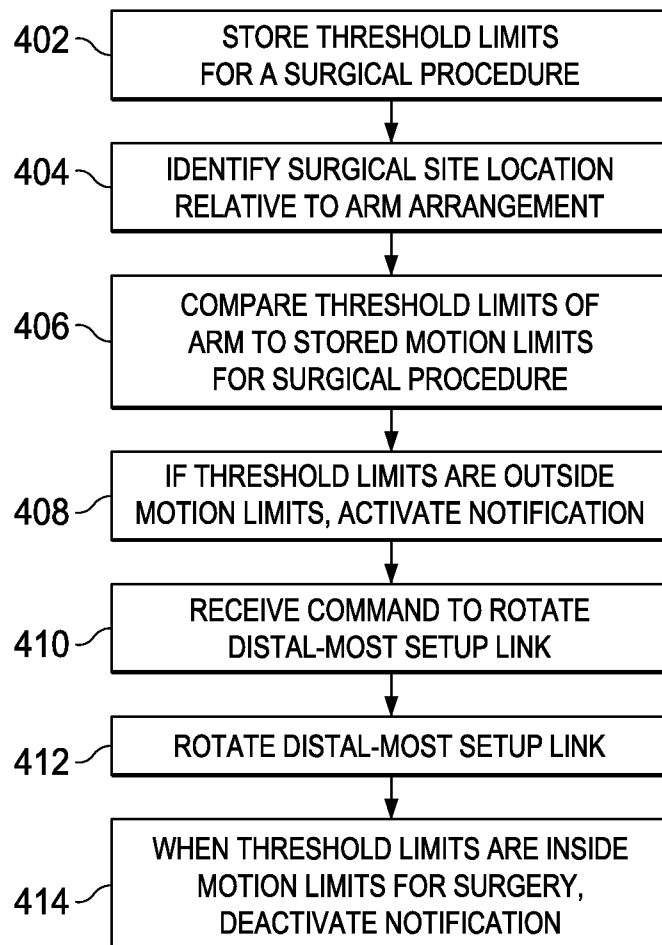 402
STORE THRESHOLD LIMITS
FOR A SURGICAL PROCEDURE
404
IDENTIFY SURGICAL SITE LOCATION
RELATIVE TO ARM ARRANGEMENT
406
COMPARE THRESHOLD LIMITS OF
ARM TO STORED MOTION LIMITS
FOR SURGICAL PROCEDURE
408
IF THRESHOLD LIMITS ARE OUTSIDE
MOTION LIMITS, ACTIVATE NOTIFICATION
410
RECEIVE COMMAND TO ROTATE
DISTAL-MOST SETUP LINK
412
ROTATE DISTAL-MOST SETUP LINK
414
WHEN THRESHOLD LIMITS ARE INSIDE
MOTION LIMITS FOR SURGERY,
DEACTIVATE NOTIFICATION